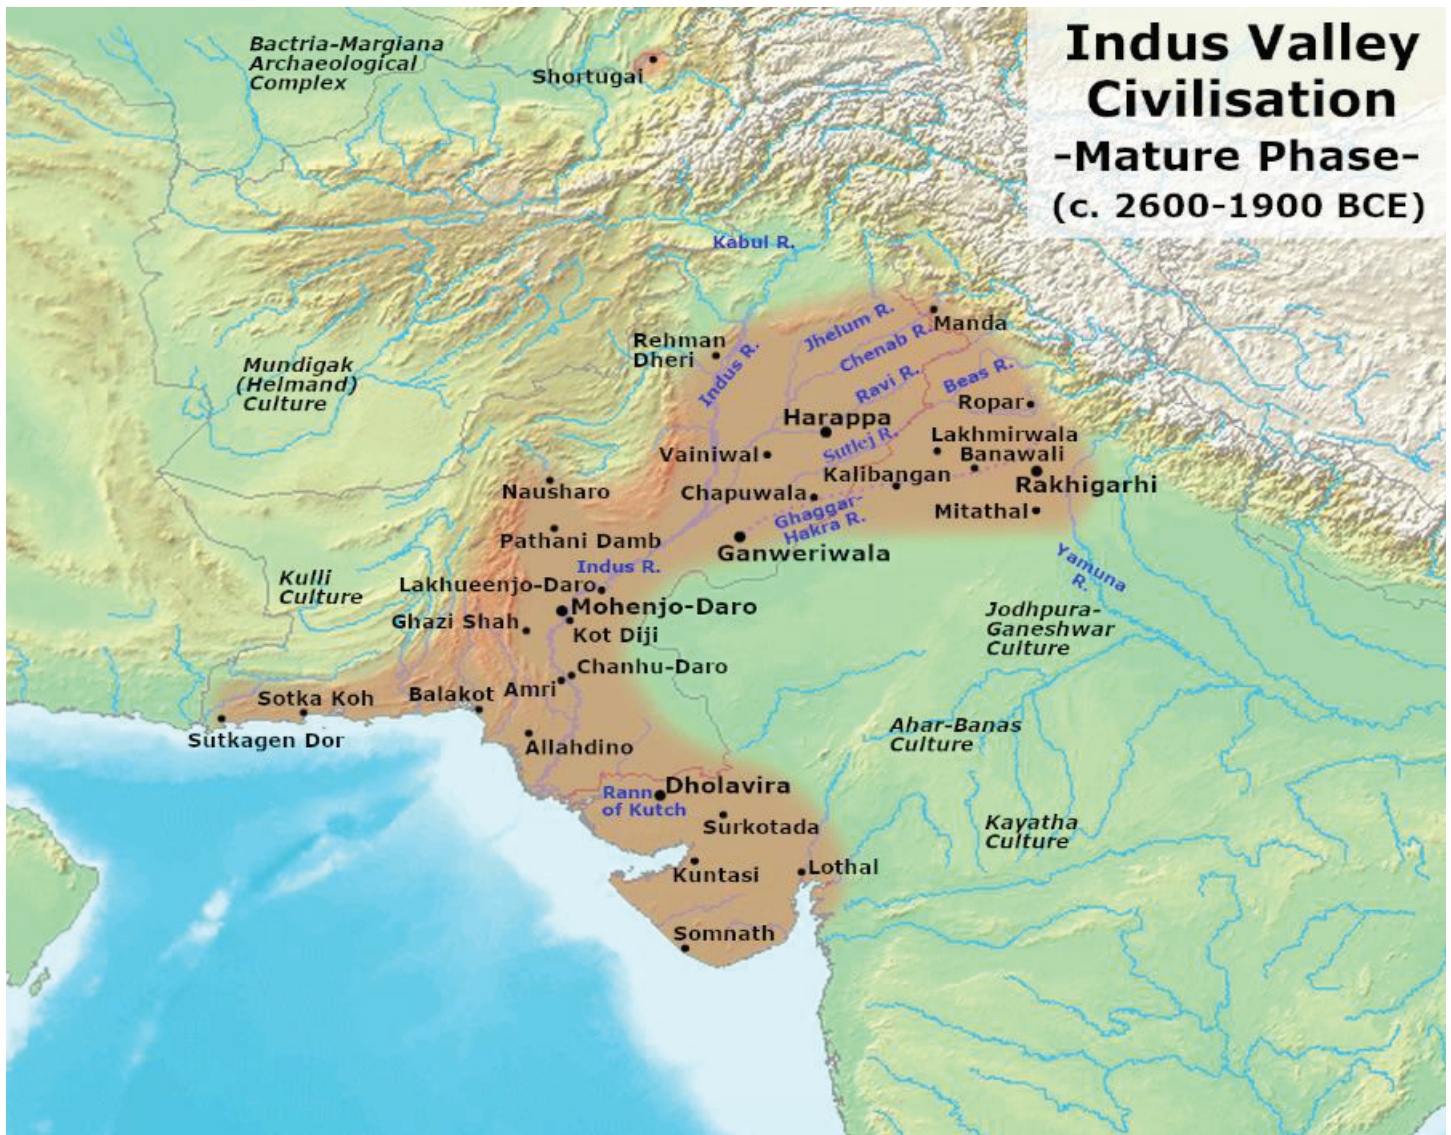 Indus Valley
Civilisation
-Mature Phase-
(c. 2600-1900 BCE)
Bactria-Margiana
Archaeological
Complex
Shortugai
Kabul R.
Mundigak
(Helmand)
Culture
Rehman
Dheri
Indus R.
Jhelum R.
Chenab R.
Ravi R.
Beas R.
Manda
Ropar
Harappa
Sutlej R.
Lakhmirwala
Banawali
Vainiwal
Kalibangan
Rakhigarhi
Nausharo
Chapuwala
Ghaggar-
Hakra R.
Mitathal
Pathani Damb
Ganweriwala
Indus R.
Yamuna
R.
Kulli
Culture
Lakhueenjo-Daro
Mohenjo-Daro
Ghazi Shah
Kot Diji
Jodhpura-
Ganeshwar
Culture
Chanhu-Daro
Amri
Balakot
Sotka Koh
Sutkagen Dor
Allahdino
Ahar-Banas
Culture
Dholavira
Rann
of Kutch
Surkotada
Kayatha
Culture
Kuntasi
Lothal
Somnath